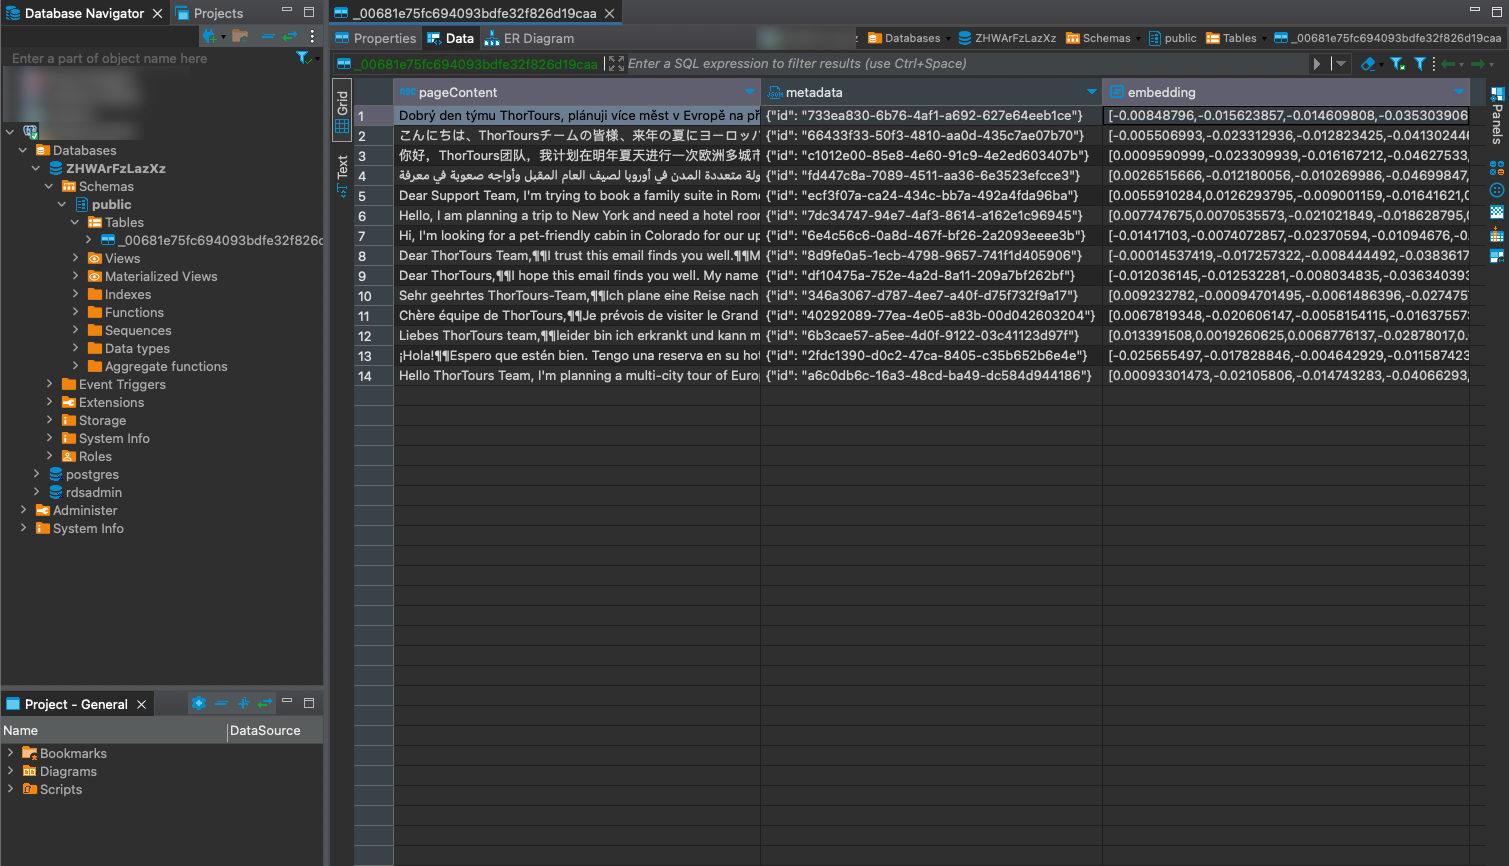 Database Navigator
Projects
Enter a part of object name here
Databases
ZHWArFzLazXz
Schemas
public
Tables
_00681e75fc694093bdfe32f826dc
Views
Materialized Views
Indexes
Functions
Sequences
Data types
Aggregate functions
Event Triggers
Extensions
Storage
System Info
Roles
postgres
rdsadmin
Administer
System Info
Project - General
Name DataSource
Bookmarks
Diagrams
Scripts
_00681e75fc694093bdfe32f826d19caa
Properties Data ER Diagram
Databases ZHWArFzLazXz Schemas public Tables _00681e75fc694093bdfe32f826d19caa
_00681e75fc694093bdfe32f826d19caa Enter a SQL expression to filter results (use Ctrl+Space)
Grid
Text
Panels
ABC pageContent JSON metadata embedding
1 Dobrý den týmu ThorTours, plánuji více měst v Evropě na př {"id": "733ea830-6b76-4af1-a692-627e64eeb1ce"} [-0.00848796,-0.015623857,-0.014609808,-0.035303906
2 こんにちは、ThorToursチームの皆様、来年の夏にヨーロッパ {"id": "66433f33-50f3-4810-aa0d-435c7ae07b70"} [-0.005506993,-0.023312936,-0.012823425,-0.041302446
3 你好，ThorTours团队，我计划在明年夏天进行一次欧洲多城市 {"id": "c1012e00-85e8-4e60-91c9-4e2ed603407b"} [0.0009590999,-0.023309939,-0.016167212,-0.04627533,
4 ولة متعددة المدن في أوروبا لصيف العام المقبل وأواجه صعوبة في معرفة {"id": "fd447c8a-7089-4511-aa36-6e3523efcce3"} [0.0026515666,-0.012180056,-0.010269986,-0.04699847,
5 Dear Support Team, I'm trying to book a family suite in Rome {"id": "ecf3f07a-ca24-434c-bb7a-492a4fda96ba"} [0.0055910284,0.0126293795,-0.009001159,-0.01641621,0
6 Hello, I am planning a trip to New York and need a hotel room {"id": "7dc34747-94e7-4af3-8614-a162e1c96945"} [0.007747675,0.0070535573,-0.021021849,-0.018628795,0
7 Hi, I'm looking for a pet-friendly cabin in Colorado for our up {"id": "6e4c56c6-0a8d-467f-bf26-2a2093eeee3b"} [-0.01417103,-0.0074072857,-0.02370594,-0.01094676,-0
8 Dear ThorTours Team,¶¶I trust this email finds you well.¶¶M {"id": "8d9fe0a5-1ecb-4798-9657-741f1d405906"} [-0.00014537419,-0.017257322,-0.008444492,-0.0383617
9 Dear ThorTours,¶¶I hope this email finds you well. My name {"id": "df10475a-752e-4a2d-8a11-209a7bf262bf"} [-0.012036145,-0.012532281,-0.008034835,-0.036340393
10 Sehr geehrtes ThorTours-Team,¶¶Ich plane eine Reise nach {"id": "346a3067-d787-4ee7-a40f-d75f732f9a17"} [0.009232782,-0.00094701495,-0.0061486396,-0.027475
11 Chère équipe de ThorTours,¶¶Je prévois de visiter le Grand {"id": "40292089-77ea-4e05-a83b-00d042603204"} [0.0067819348,-0.020606147,-0.0058154115,-0.01637557
12 Liebes ThorTours team,¶¶leider bin ich erkrankt und kann m {"id": "6b3cae57-a5ee-4d0f-9122-03c41123d97f"} [0.013391508,0.0019260625,0.0068776137,-0.02878017,0.
13 ¡Hola!¶¶Espero que estén bien. Tengo una reserva en su hot {"id": "2fdc1390-d0c2-47ca-8405-c35b652b6e4e"} [-0.025655497,-0.017828846,-0.004642929,-0.011587423
14 Hello ThorTours Team, I'm planning a multi-city tour of Euro {"id": "a6c0db6c-16a3-48cd-ba49-dc584d944186"} [0.00093301473,-0.02105806,-0.014743283,-0.04066293,